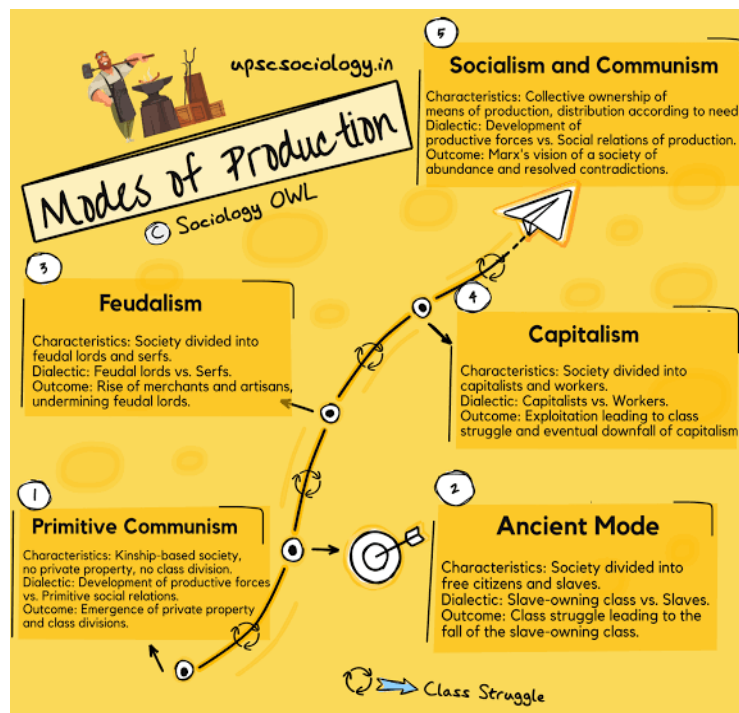 upscsociology.in
Modes of Production
© Sociology OWL
5
Socialism and Communism
Characteristics: Collective ownership of
means of production, distribution according to need
Dialectic: Development of
productive forces vs. Social relations of production.
Outcome: Marx's vision of a society of
abundance and resolved contradictions.
3
Feudalism
Characteristics: Society divided into
feudal lords and serfs.
Dialectic: Feudal lords vs. Serfs.
Outcome: Rise of merchants and artisans,
undermining feudal lords.
4
Capitalism
Characteristics: Society divided into
capitalists and workers.
Dialectic: Capitalists vs. Workers.
Outcome: Exploitation leading to class
struggle and eventual downfall of capitalism
1
Primitive Communism
Characteristics: Kinship-based society,
no private property, no class division.
Dialectic: Development of productive forces
vs. Primitive social relations.
Outcome: Emergence of private property
and class divisions.
2
Ancient Mode
Characteristics: Society divided into
free citizens and slaves.
Dialectic: Slave-owning class vs. Slaves.
Outcome: Class struggle leading to the
fall of the slave-owning class.
Class Struggle